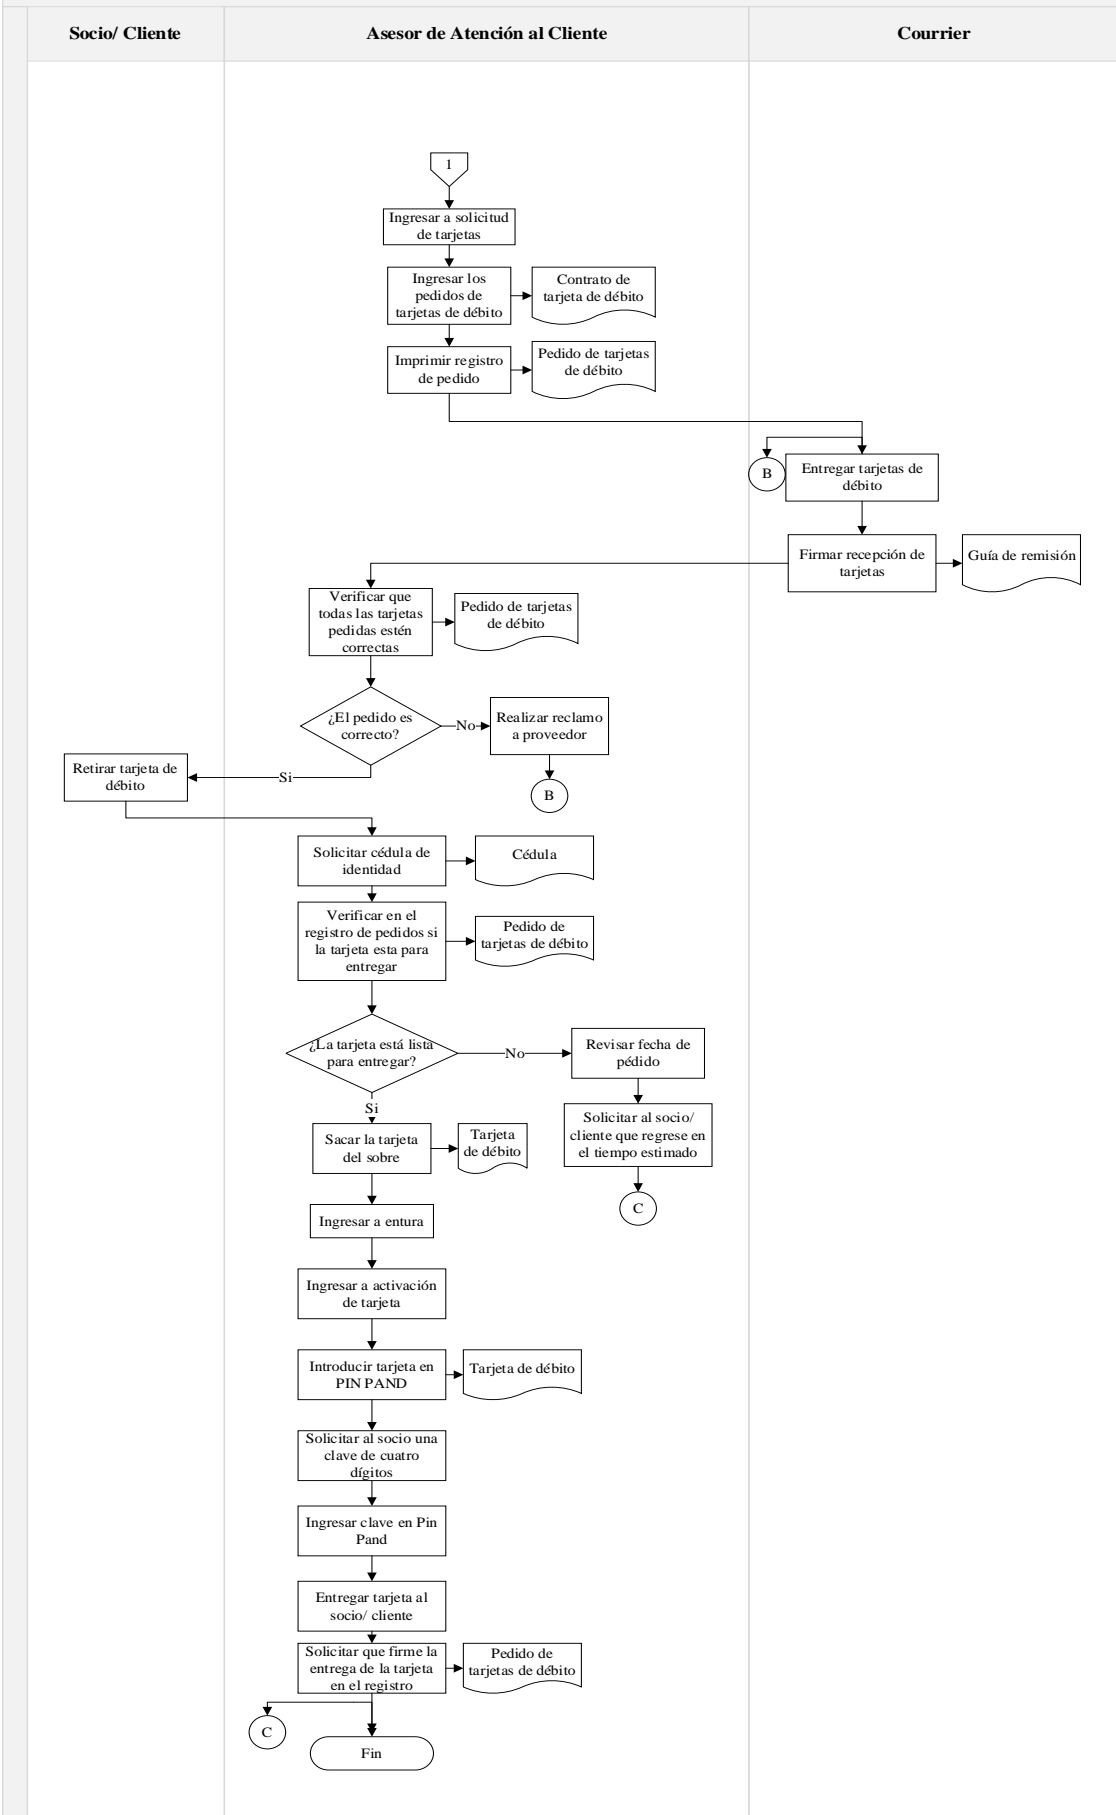 Socio/ Cliente
Asesor de Atención al Cliente
Courrier
1
Ingresar a solicitud
de tarjetas
Ingresar los
pedidos de
tarjetas de débito
Contrato de
tarjeta de débito
Imprimir registro
de pedido
Pedido de tarjetas
de débito
B
Entregar tarjetas de
débito
Firmar recepción de
tarjetas
Guía de remisión
Verificar que
todas las tarjetas
pedidas estén
correctas
Pedido de tarjetas
de débito
¿El pedido es
correcto?
No
Realizar reclamo
a proveedor
B
Si
Retirar tarjeta de
débito
Solicitar cédula de
identidad
Cédula
Verificar en el
registro de pedidos si
la tarjeta esta para
entregar
Pedido de
tarjetas de débito
¿La tarjeta está lista
para entregar?
No
Revisar fecha de
pédido
Solicitar al socio/
cliente que regrese en
el tiempo estimado
C
Si
Sacar la tarjeta
del sobre
Tarjeta
de débito
Ingresar a entura
Ingresar a activación
de tarjeta
Introducir tarjeta en
PIN PAND
Tarjeta de débito
Solicitar al socio una
clave de cuatro
dígitos
Ingresar clave en Pin
Pand
Entregar tarjeta al
socio/ cliente
Solicitar que firme la
entrega de la tarjeta
en el registro
Pedido de
tarjetas de débito
C
Fin